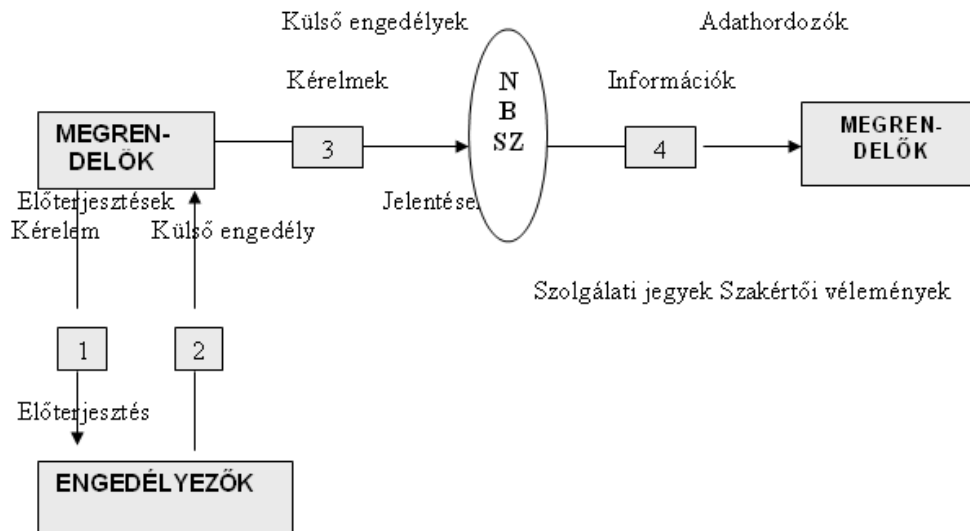 Külső engedélyek
Adathordozók
Kérelmek
Információk
N
B
SZ
MEGREN-
DELŐK
3
4
MEGREN-
DELŐK
Előterjesztések
Jelentések
Kérelem
Külső engedély
Szolgálati jegyek Szakértői vélemények
1
2
Előterjesztés
ENGEDÉLYEZŐK